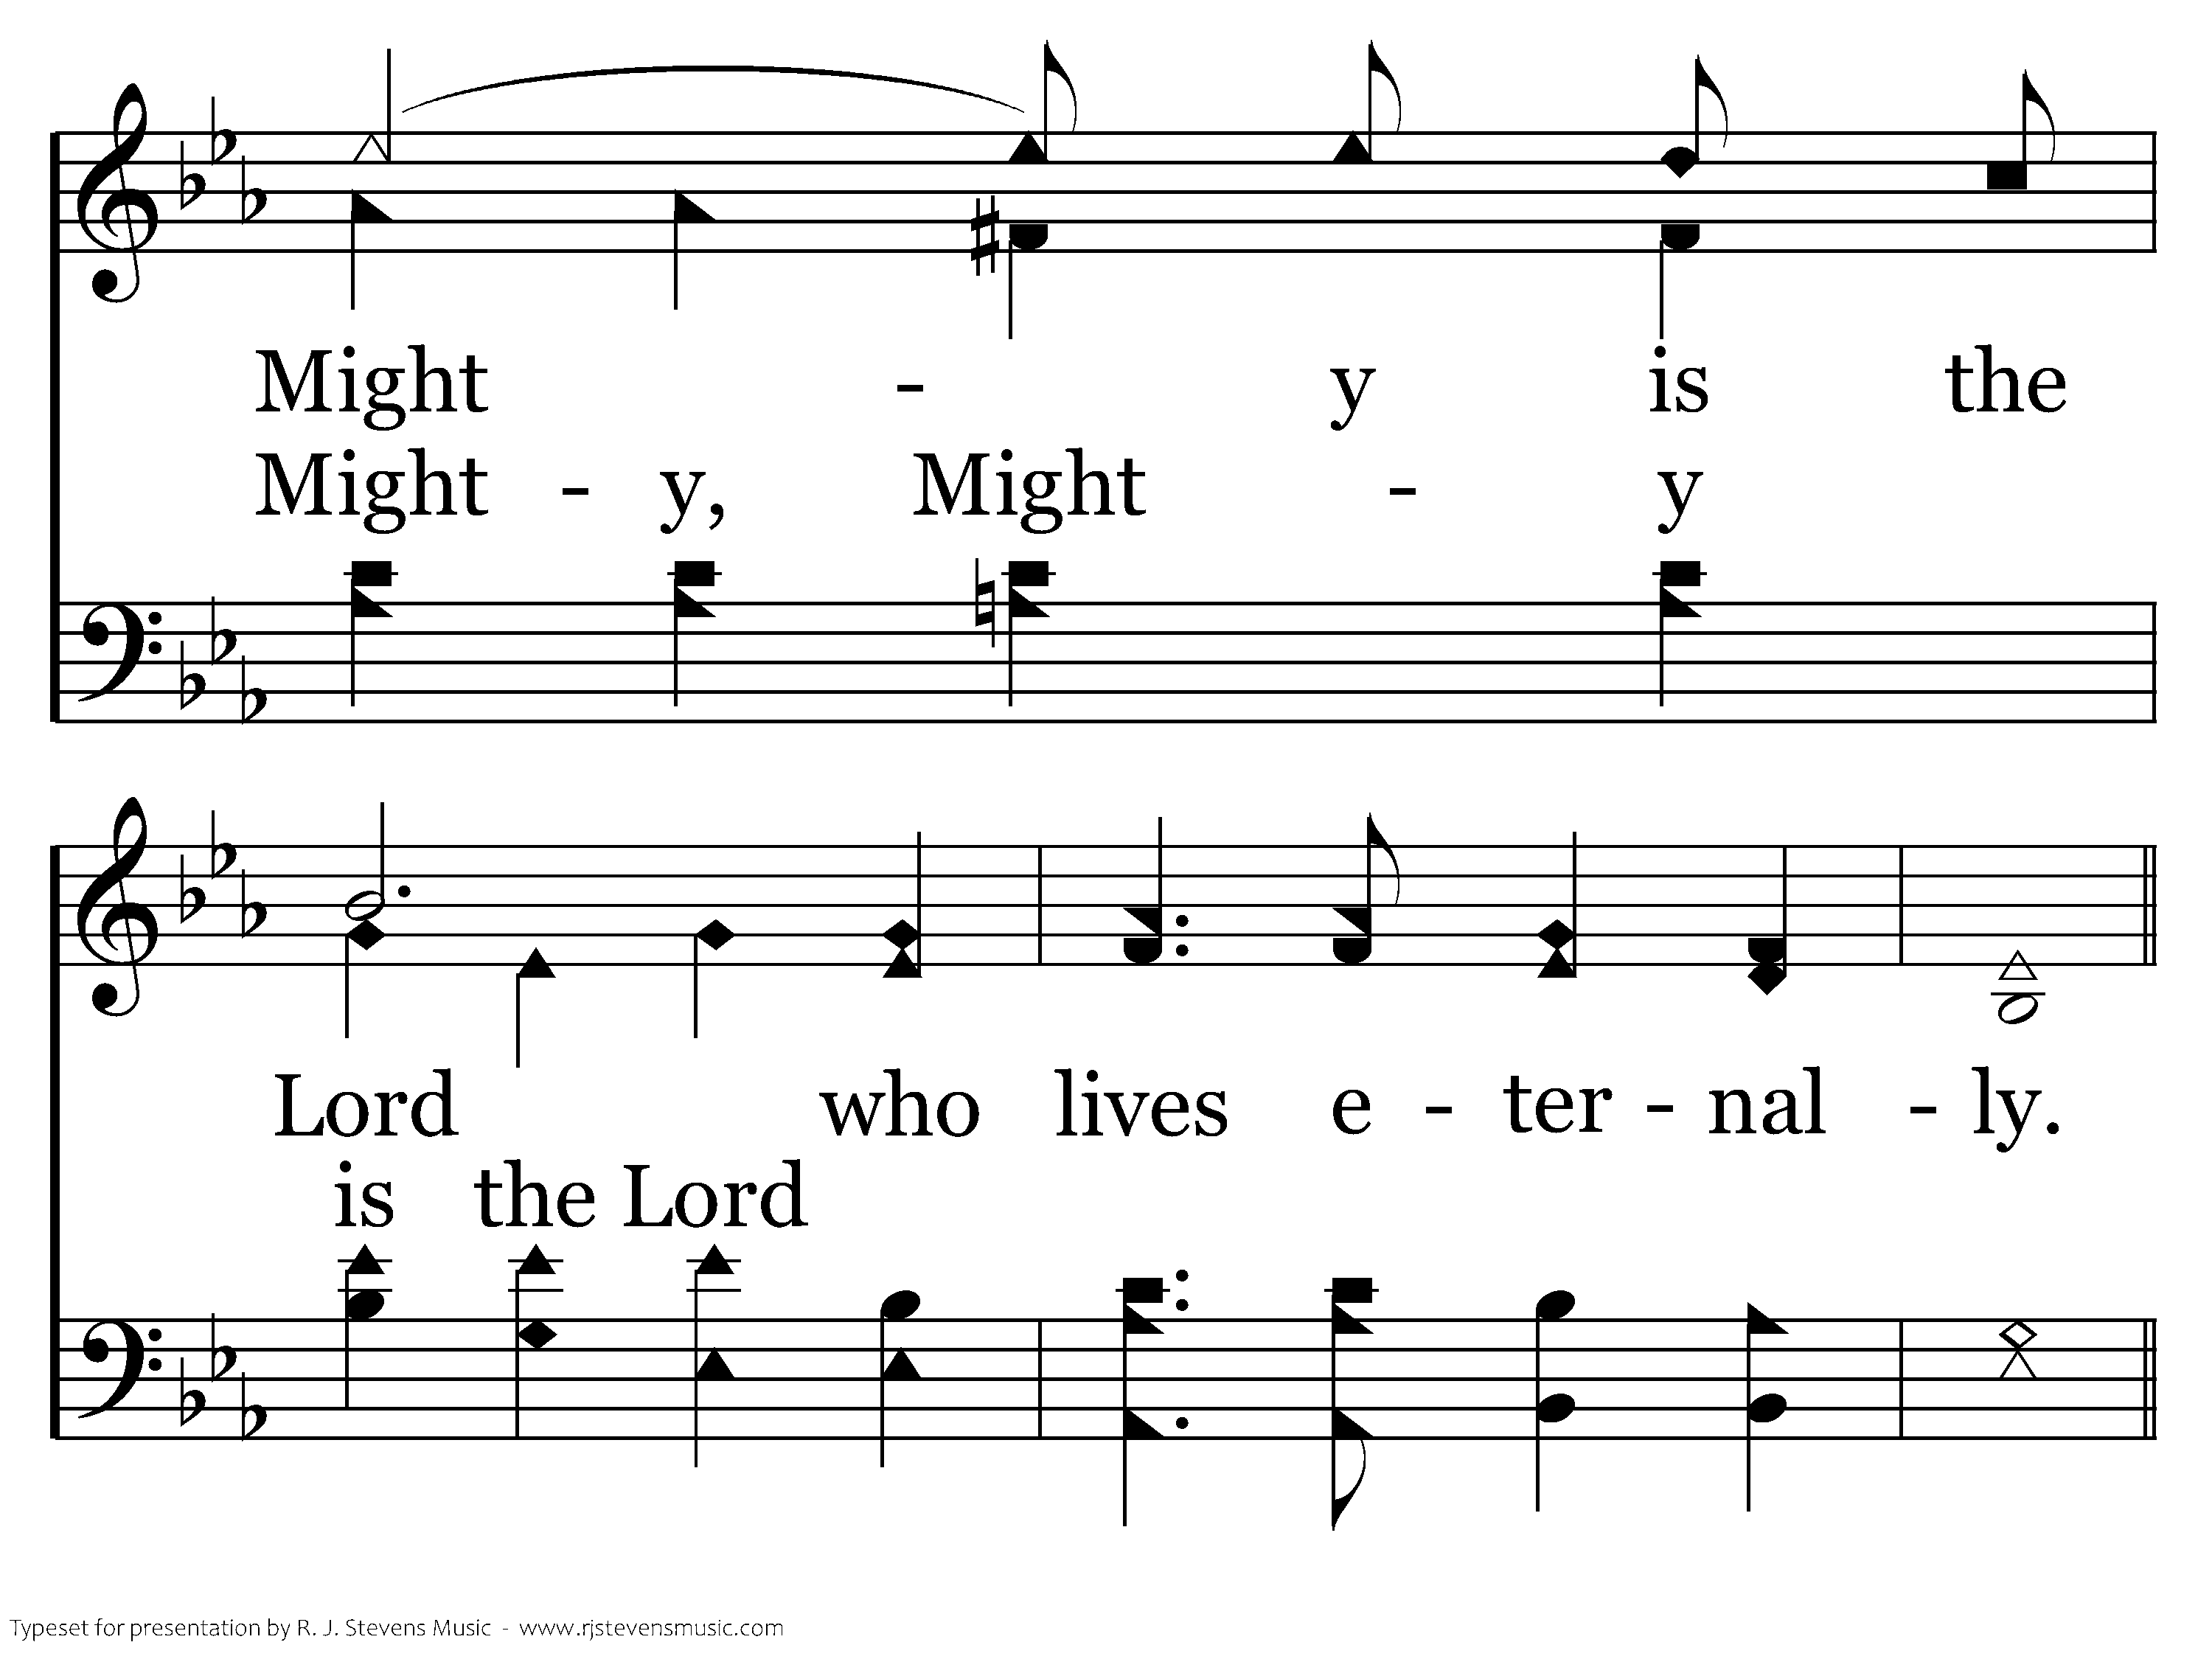 Might - y is the
Might - y, Might - y
Lord who lives e - ter - nal - ly.
is the Lord
Typeset for presentation by R. J. Stevens Music - www.rjstevensmusic.com